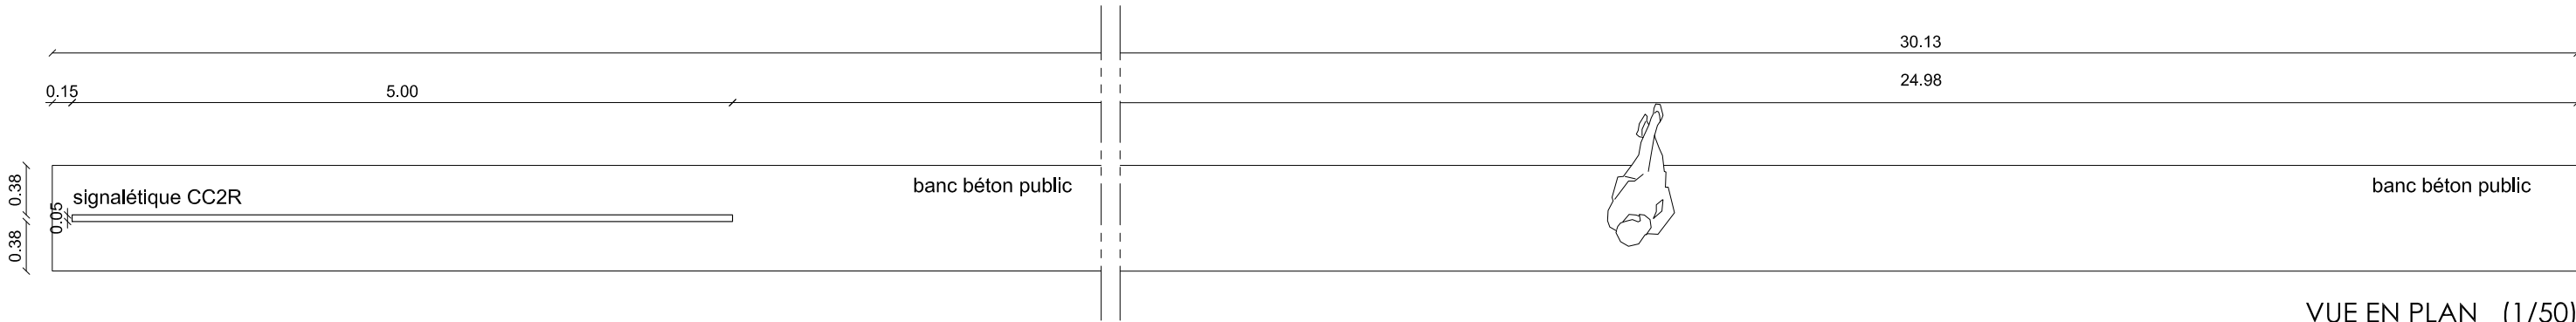 30.13
24.98
0.15
5.00
0.38
0.05
0.38
signalétique CC2R
banc béton public
banc béton public
VUE EN PLAN (1/50)